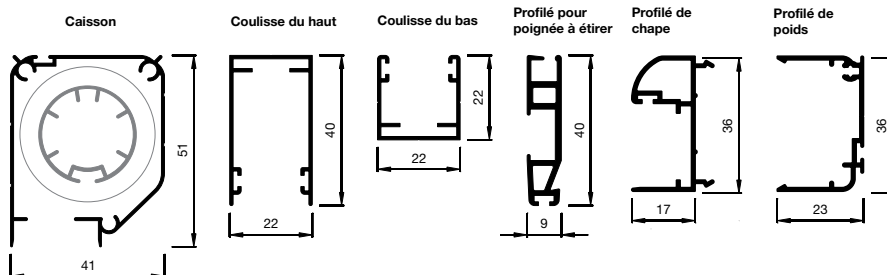 Caisson
Coulisse du haut
Coulisse du bas
Profilé pour
poignée à étirer
Profilé de
chape
Profilé de
poids
51
41
40
22
22
22
40
9
36
17
36
23